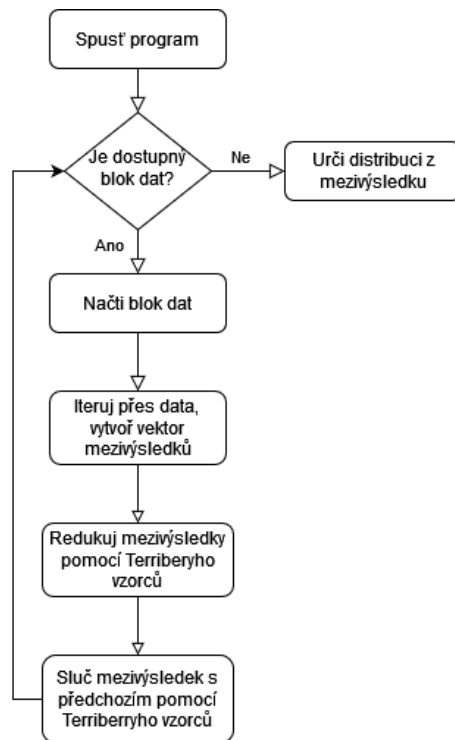 Spusť program
Je dostupný
blok dat?
Ne
Urči distribuci z
mezivýsledku
Ano
Načti blok dat
Iteruj přes data,
vytvoř vektor
mezivýsledků
Redukuj mezivýsledky
pomocí Terriberyho
vzorců
Sluč mezivýsledek s
předchozím pomocí
Terriberryho vzorců